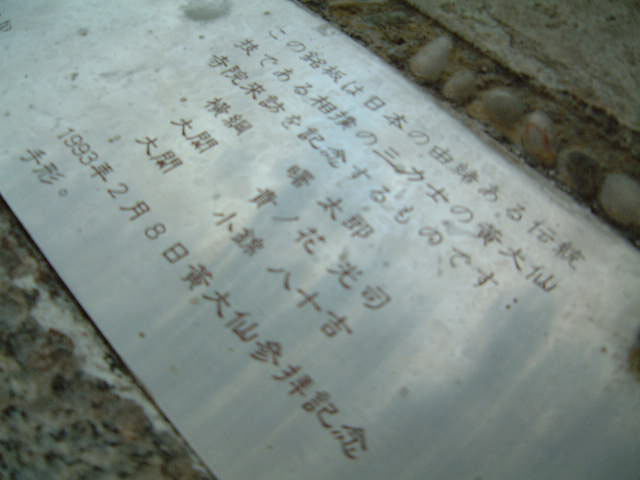 この銘板は日本の由緒ある伝統
技である相撲の三力士の黄大仙
寺院来訪を記念するものです：
横綱 曙 太郎
大関 貴ノ花 光司
大関 小錦 八十吉
1993年2月8日黄大仙参拝記念
手形。